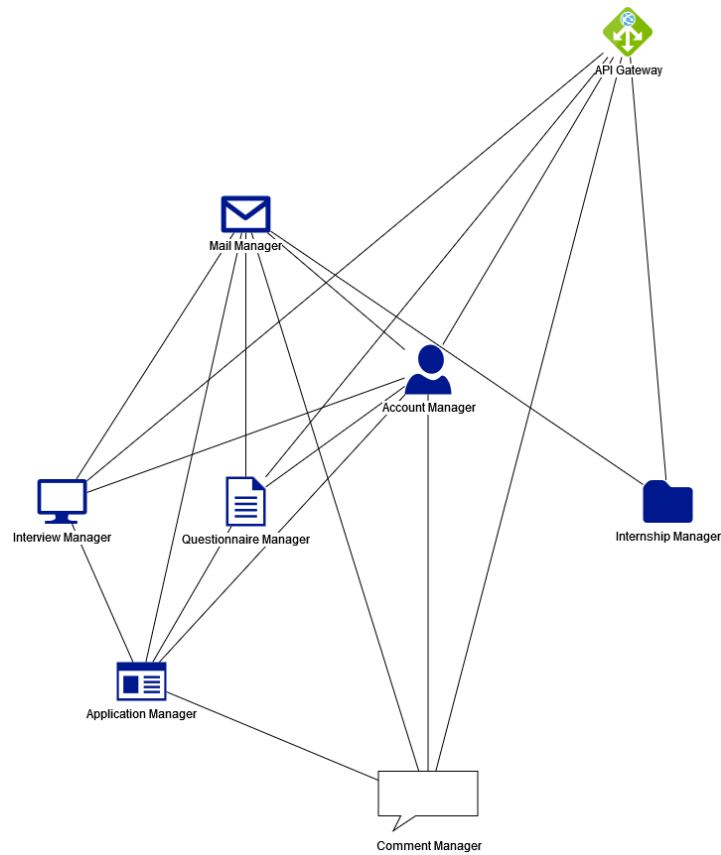 API Gateway
Mail Manager
Account Manager
Interview Manager
Questionnaire Manager
Internship Manager
Application Manager
Comment Manager